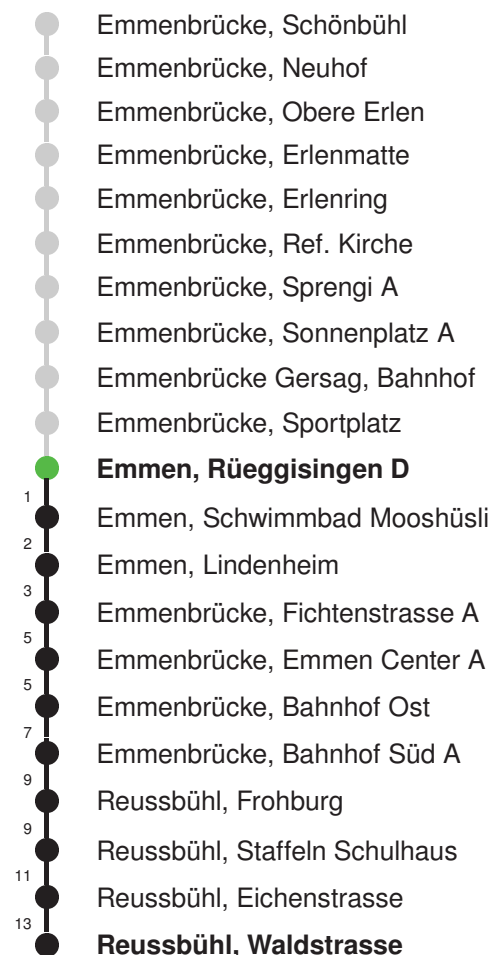 Emmenbrücke, Schönbühl
Emmenbrücke, Neuhof
Emmenbrücke, Obere Erlen
Emmenbrücke, Erlenmatte
Emmenbrücke, Erlenring
Emmenbrücke, Ref. Kirche
Emmenbrücke, Sprengi A
Emmenbrücke, Sonnenplatz A
Emmenbrücke Gersag, Bahnhof
Emmenbrücke, Sportplatz
Emmen, Rüeggisingen D
1 Emmen, Schwimmbad Mooshüsli
2 Emmen, Lindenheim
3 Emmenbrücke, Fichtenstrasse A
5 Emmenbrücke, Emmen Center A
5 Emmenbrücke, Bahnhof Ost
7 Emmenbrücke, Bahnhof Süd A
9 Reussbühl, Frohburg
9 Reussbühl, Staffeln Schulhaus
11 Reussbühl, Eichenstrasse
13 Reussbühl, Waldstrasse